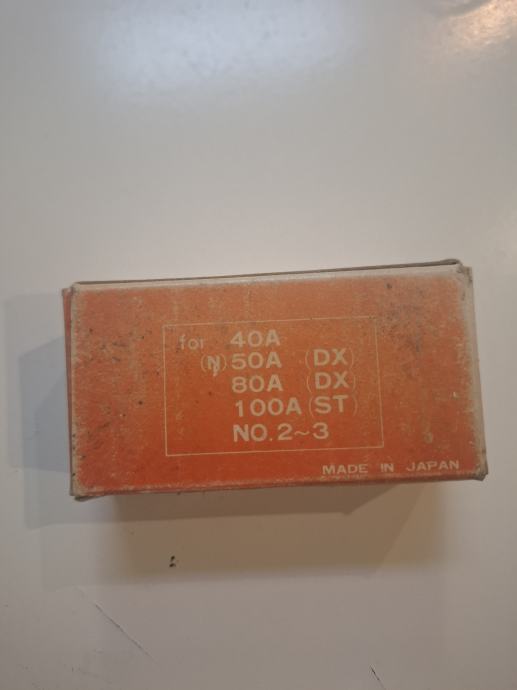 for 40A
(N) 50A (DX)
80A (DX)
100A (ST)
NO. 2~3
MADE IN JAPAN